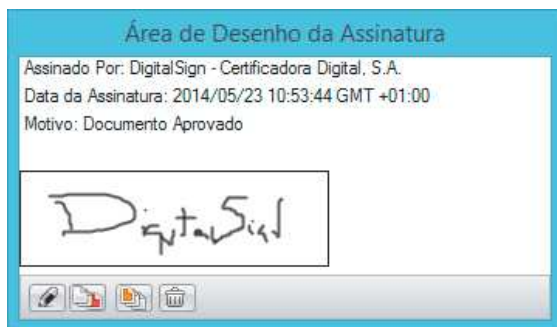 Área de Desenho da Assinatura
Assinado Por: DigitalSign - Certificadora Digital, S.A.
Data da Assinatura: 2014/05/23 10:53:44 GMT +01:00
Motivo: Documento Aprovado
DigitalSign